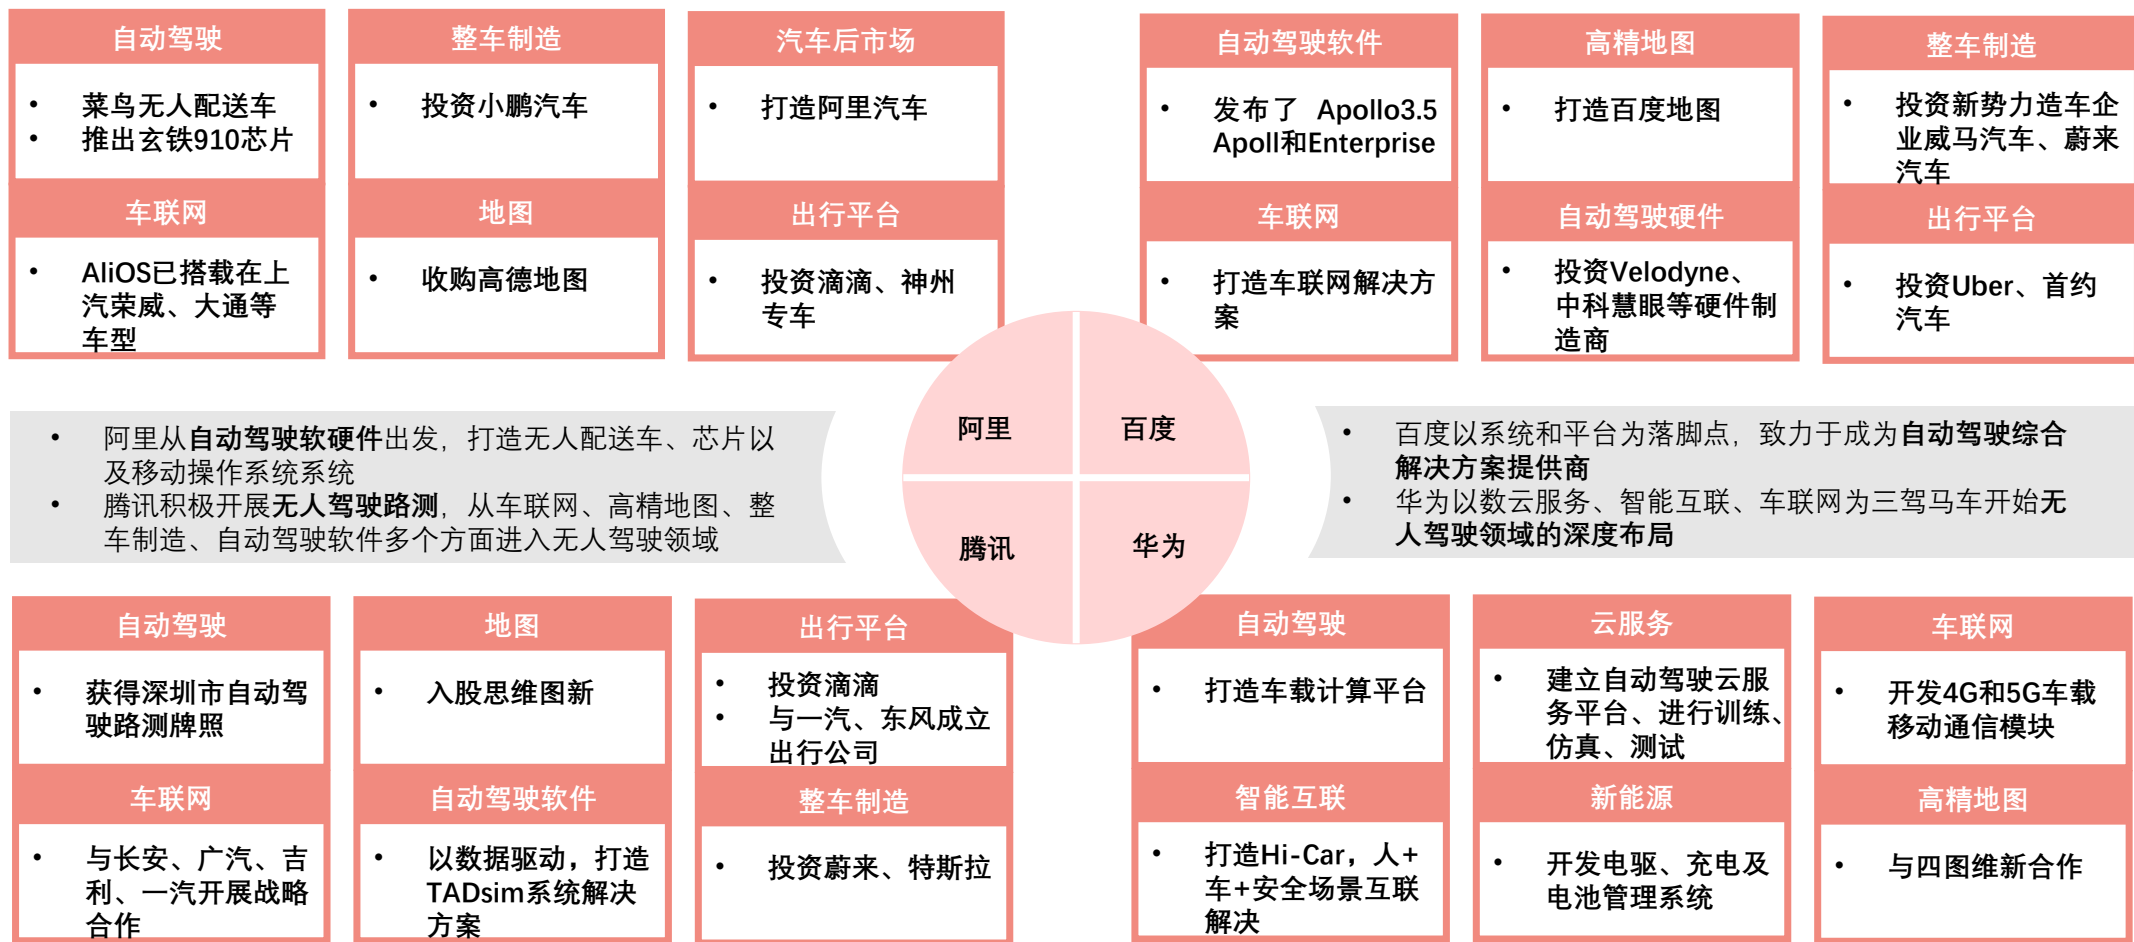 自动驾驶
• 菜鸟无人配送车
• 推出玄铁910芯片
整车制造
• 投资小鹏汽车
汽车后市场
• 打造阿里汽车
车联网
• AliOS已搭载在上
汽荣威、大通等
车型
地图
• 收购高德地图
出行平台
• 投资滴滴、神州
专车
自动驾驶软件
• 发布了 Apollo3.5
Apoll和Enterprise
高精地图
• 打造百度地图
整车制造
• 投资新势力造车企
业威马汽车、蔚来
汽车
车联网
• 打造车联网解决方
案
自动驾驶硬件
• 投资Velodyne、
中科慧眼等硬件制
造商
出行平台
• 投资Uber、首约
汽车
• 阿里从自动驾驶软硬件出发，打造无人配送车、芯片以
及移动操作系统系统
• 腾讯积极开展无人驾驶路测，从车联网、高精地图、整
车制造、自动驾驶软件多个方面进入无人驾驶领域
阿里
百度
腾讯
华为
• 百度以系统和平台为落脚点，致力于成为自动驾驶综合
解决方案提供商
• 华为以数云服务、智能互联、车联网为三驾马车开始无
人驾驶领域的深度布局
自动驾驶
• 获得深圳市自动驾
驶路测牌照
地图
• 入股思维图新
出行平台
• 投资滴滴
• 与一汽、东风成立
出行公司
车联网
• 与长安、广汽、吉
利、一汽开展战略
合作
自动驾驶软件
• 以数据驱动，打造
TADsim系统解决
方案
整车制造
• 投资蔚来、特斯拉
自动驾驶
• 打造车载计算平台
云服务
• 建立自动驾驶云服
务平台、进行训练、
仿真、测试
车联网
• 开发4G和5G车载
移动通信模块
智能互联
• 打造Hi-Car，人+
车+安全场景互联
解决
新能源
• 开发电驱、充电及
电池管理系统
高精地图
• 与四图维新合作